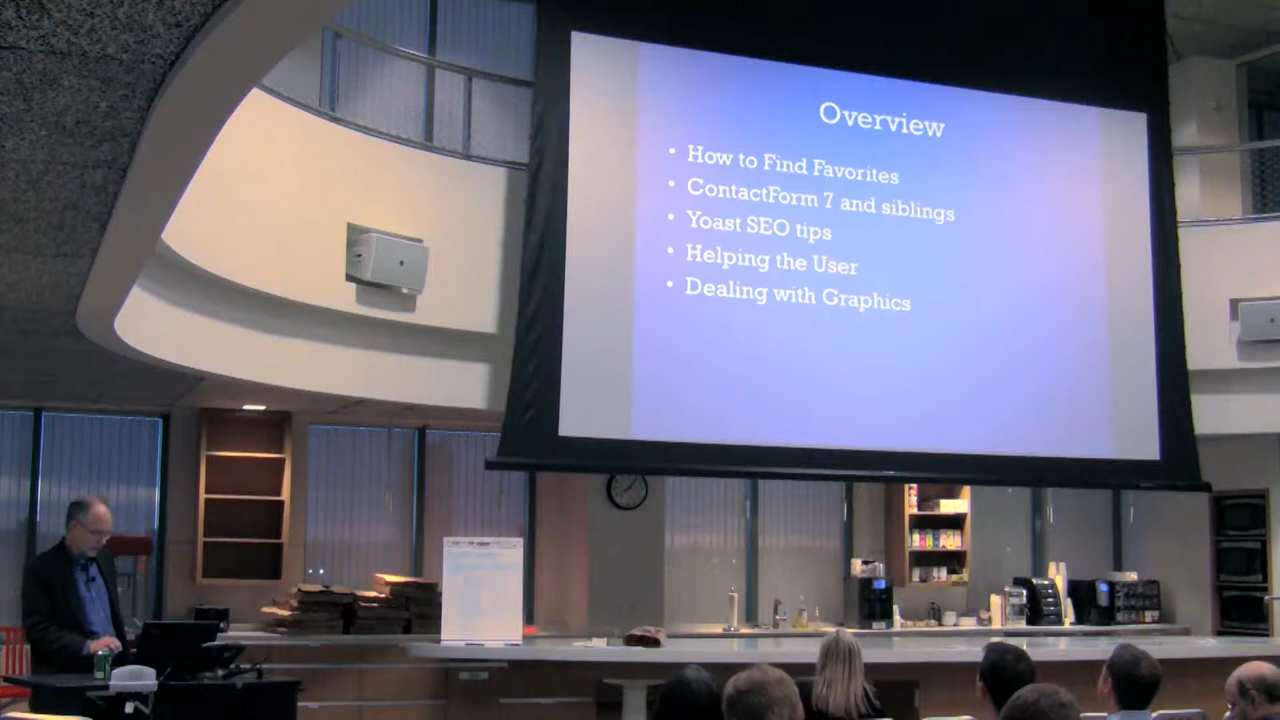 Overview
• How to Find Favorites
• ContactForm 7 and siblings
• Yoast SEO tips
• Helping the User
• Dealing with Graphics